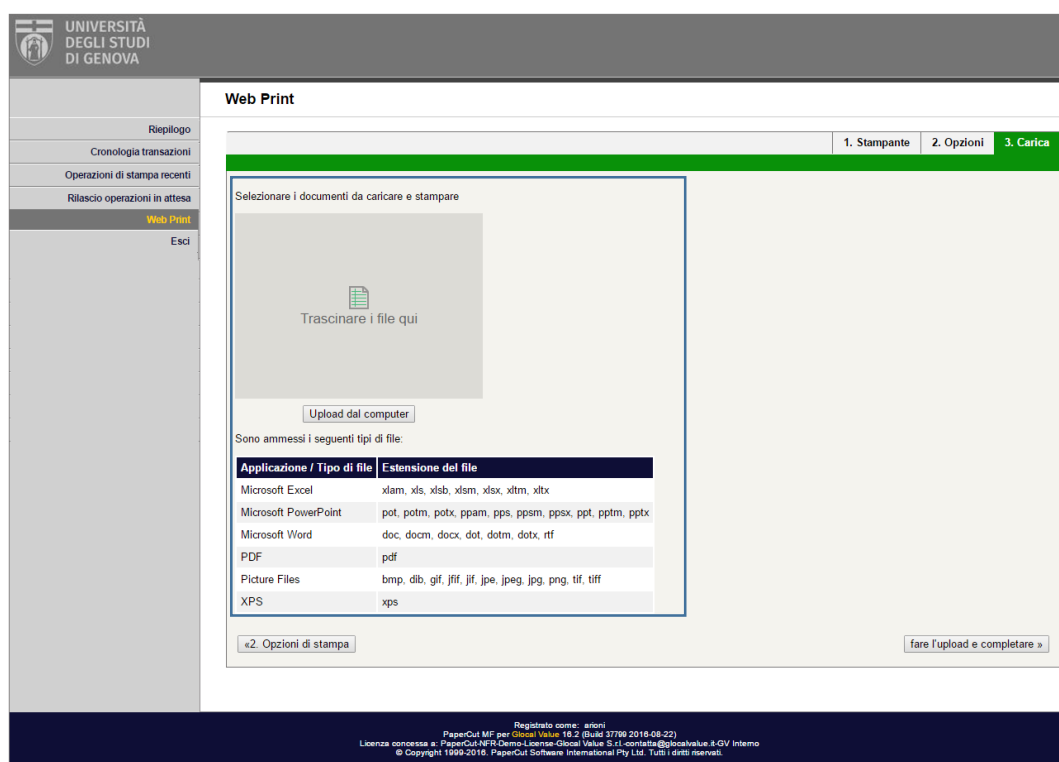 UNIVERSITÀ
DEGLI STUDI
DI GENOVA
Web Print
Riepilogo
Cronologia transazioni
Operazioni di stampa recenti
Rilascio operazioni in attesa
Web Print
Esci
1. Stampante 2. Opzioni 3. Carica
Selezionare i documenti da caricare e stampare
Trascinare i file qui
Upload dal computer
Sono ammessi i seguenti tipi di file:
Applicazione / Tipo di file Estensione del file
Microsoft Excel xlam, xls, xlsb, xlsm, xlsx, xltm, xltx
Microsoft PowerPoint pot, potm, potx, ppam, pps, ppsm, ppsx, ppt, pptm, pptx
Microsoft Word doc, docm, docx, dot, dotm, dotx, rtf
PDF pdf
Picture Files bmp, dib, gif, jfif, jif, jpe, jpeg, jpg, png, tif, tiff
XPS xps
«2. Opzioni di stampa
fare l'upload e completare »
Registrato come: arioni
PaperCut MF per Glocal Value 16.2 (Build 37799 2016-08-22)
Licenza concessa a: PaperCut-NFR-Demo-License-Glocal Value S.r.l.-contatta@glocalvalue.it-GV Interno
© Copyright 1999-2016. PaperCut Software International Pty Ltd. Tutti i diritti riservati.